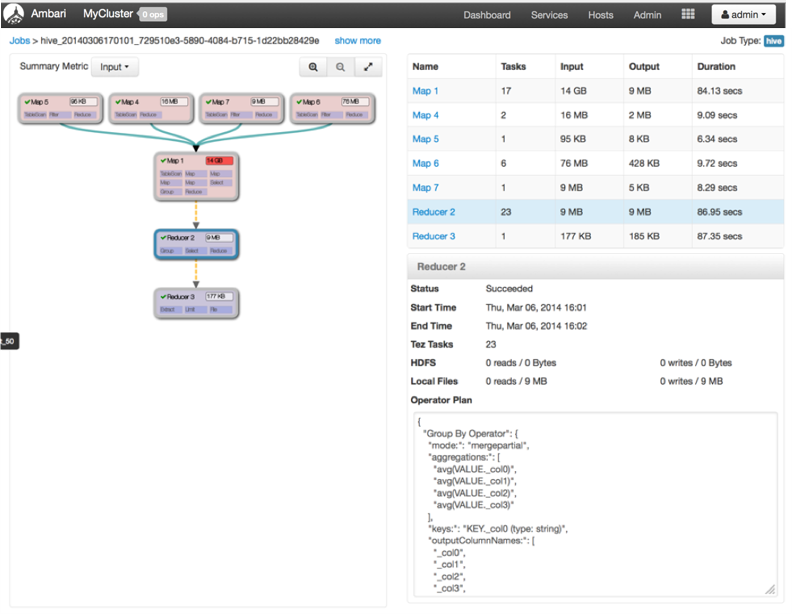 Ambari MyCluster 0 ops Dashboard Services Hosts Admin admin
Jobs > hive_20140306170101_729510e3-5890-4084-b715-1d22bb28429e show more Job Type: hive
Summary Metric Input
Map 5 95 KB
TableScan Filter Reduce
Map 4 16 MB
TableScan Reduce
Map 7 9 MB
TableScan Filter Reduce
Map 6 76 MB
TableScan Filter Reduce
Map 1 14 GB
TableScan Map Map
Map Map Select
Group Reduce
Reducer 2 9 MB
Group Select Reduce
Reducer 3 177 KB
Extract Limit File
t_50
Name Tasks Input Output Duration
Map 1 17 14 GB 9 MB 84.13 secs
Map 4 2 16 MB 2 MB 9.09 secs
Map 5 1 95 KB 8 KB 6.34 secs
Map 6 6 76 MB 428 KB 9.72 secs
Map 7 1 9 MB 5 KB 8.29 secs
Reducer 2 23 9 MB 9 MB 86.95 secs
Reducer 3 1 177 KB 185 KB 87.35 secs
Reducer 2
Status Succeeded
Start Time Thu, Mar 06, 2014 16:01
End Time Thu, Mar 06, 2014 16:02
Tez Tasks 23
HDFS 0 reads / 0 Bytes 0 writes / 0 Bytes
Local Files 0 reads / 9 MB 0 writes / 9 MB
Operator Plan
{
"Group By Operator": {
"mode:": "mergepartial",
"aggregations:": [
"avg(VALUE._col0)",
"avg(VALUE._col1)",
"avg(VALUE._col2)",
"avg(VALUE._col3)"
],
"keys:": "KEY._col0 (type: string)",
"outputColumnNames:": [
"_col0",
"_col1",
"_col2",
"_col3",